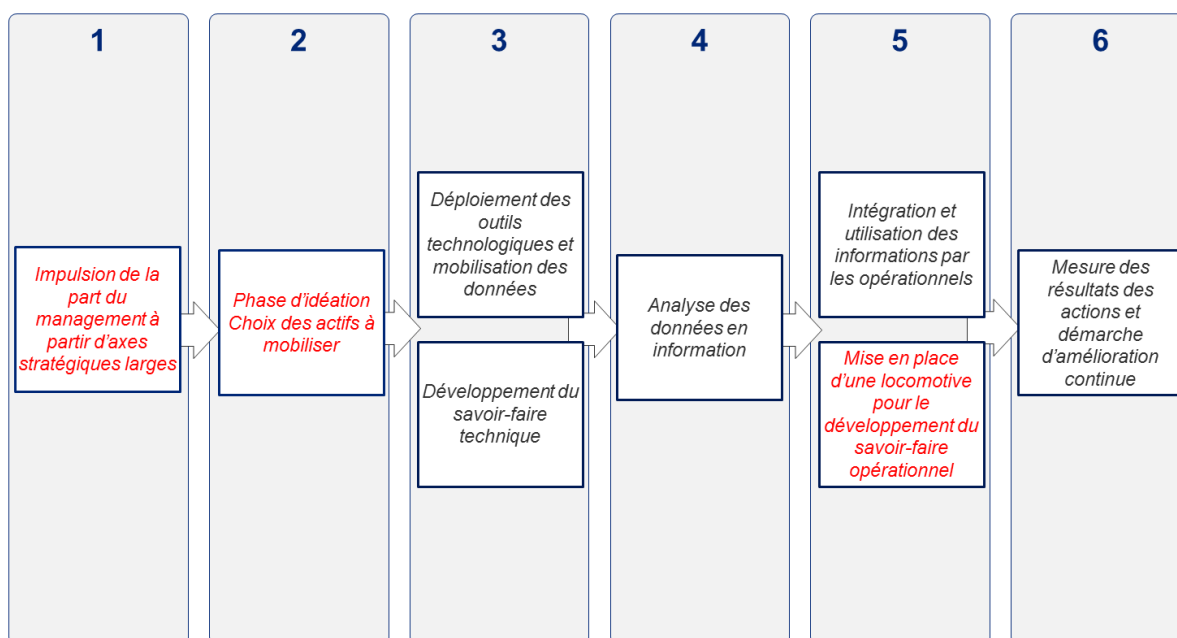 1
2
3
4
5
6
Impulsion de la
part du
management à
partir d'axes
stratégiques larges
Phase d'idéation
Choix des actifs à
mobiliser
Déploiement des
outils
technologiques et
mobilisation des
données
Développement du
savoir-faire
technique
Analyse des
données en
information
Intégration et
utilisation des
informations par
les opérationnels
Mise en place
d'une locomotive
pour le
développement du
savoir-faire
opérationnel
Mesure des
résultats des
actions et
démarche
d'amélioration
continue